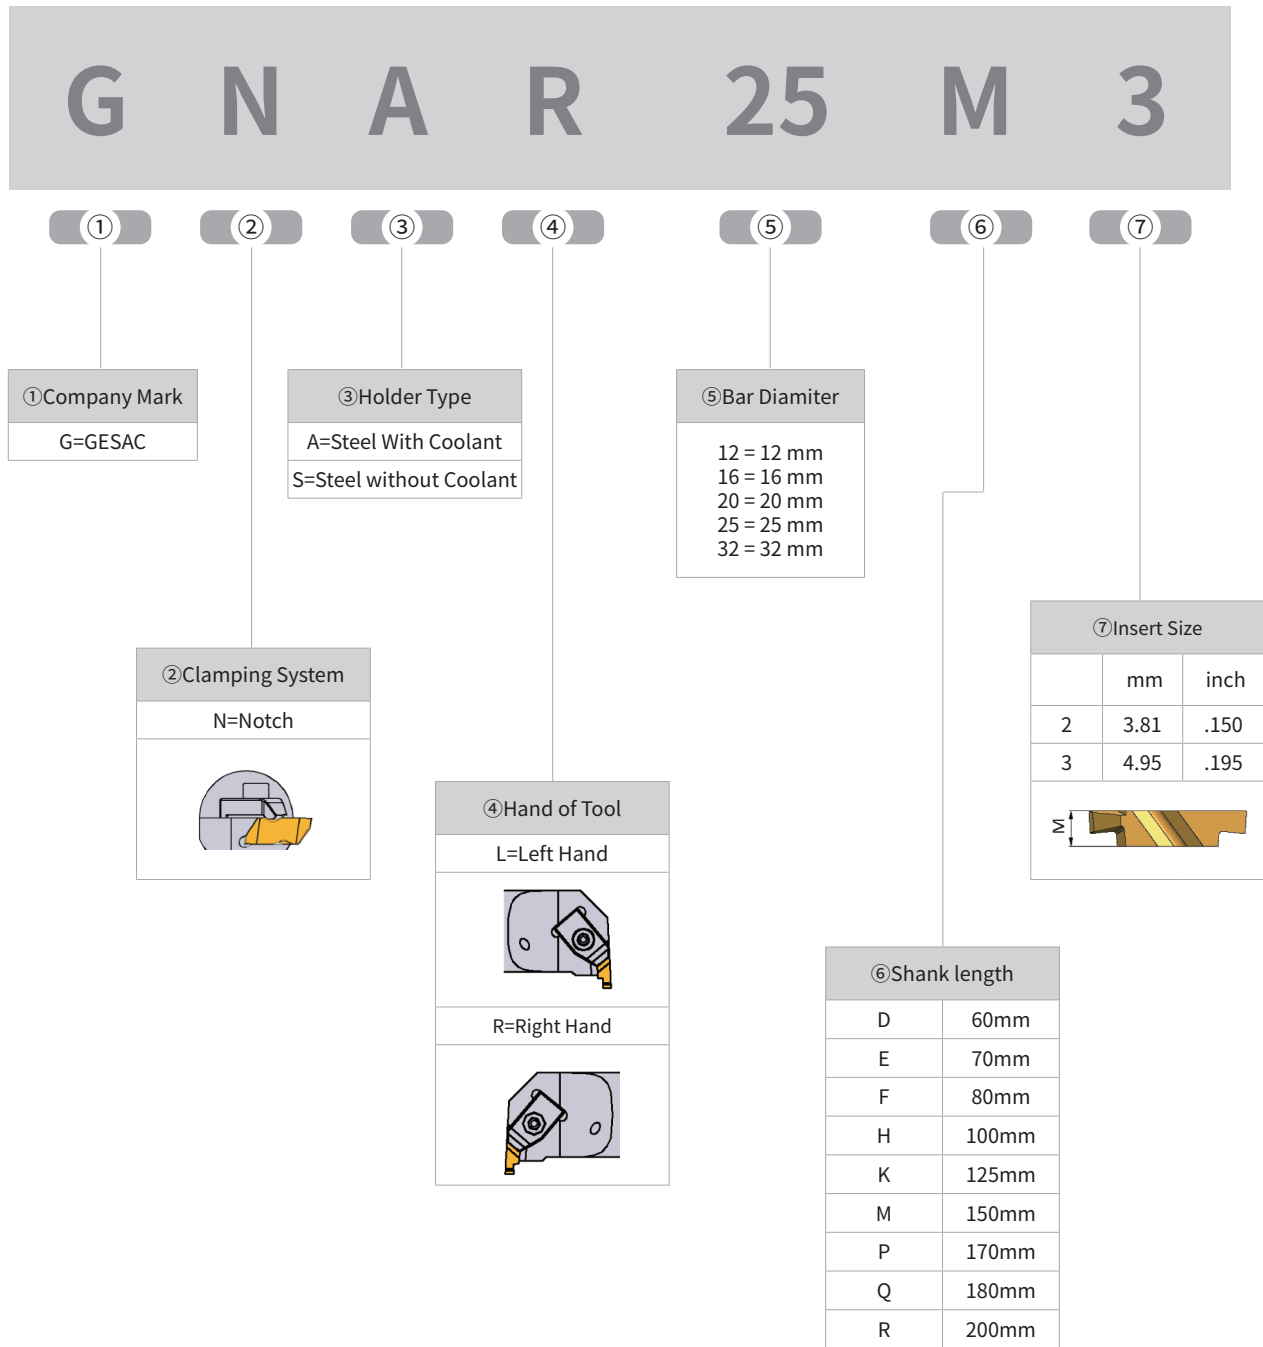 G N A R 25 M 3
① ② ③ ④ ⑤ ⑥ ⑦
①Company Mark
G=GESAC
③Holder Type
A=Steel With Coolant
S=Steel without Coolant
⑤Bar Diamiter
12 = 12 mm
16 = 16 mm
20 = 20 mm
25 = 25 mm
32 = 32 mm
②Clamping System
N=Notch
⑦Insert Size
mm inch
2 3.81 .150
3 4.95 .195
M
④Hand of Tool
L=Left Hand
R=Right Hand
⑥Shank length
D 60mm
E 70mm
F 80mm
H 100mm
K 125mm
M 150mm
P 170mm
Q 180mm
R 200mm